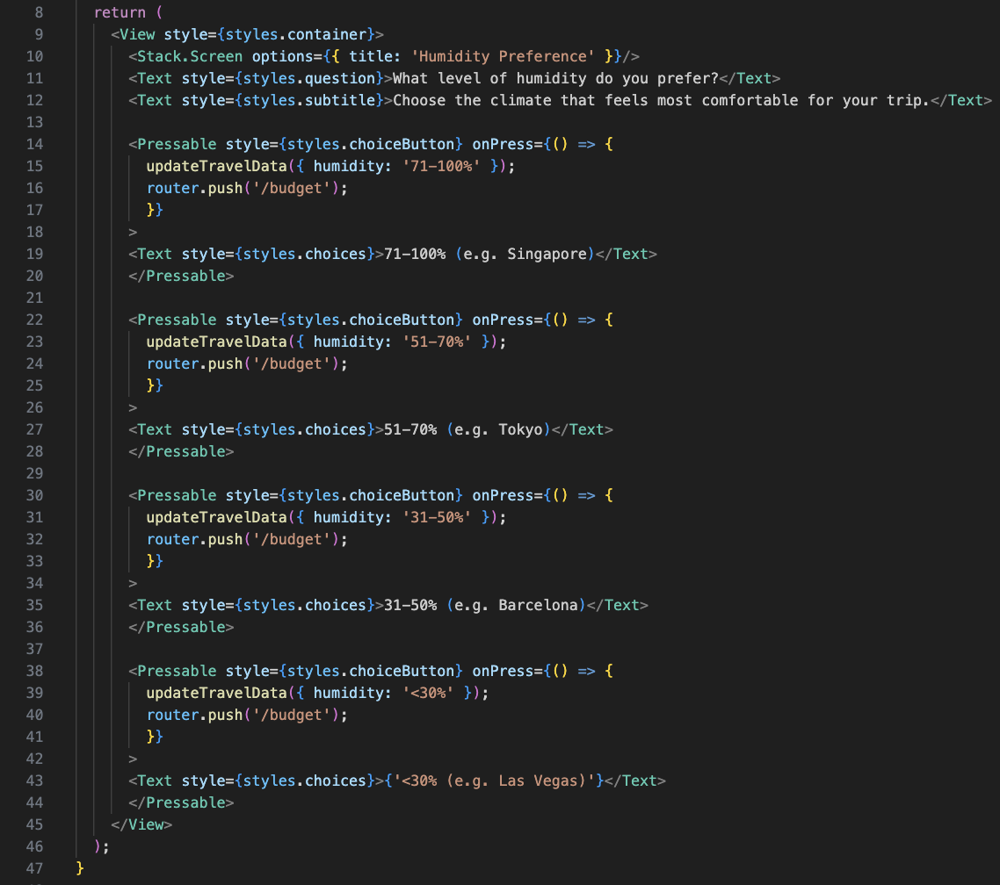 8 return (
9 <View style={styles.container}>
10 <Stack.Screen options={{ title: 'Humidity Preference' }}/>
11 <Text style={styles.question}>What level of humidity do you prefer?</Text>
12 <Text style={styles.subtitle}>Choose the climate that feels most comfortable for your trip.</Text>
13
14 <Pressable style={styles.choiceButton} onPress={() => {
15 updateTravelData({ humidity: '71-100%' });
16 router.push('/budget');
17 }}
18 >
19 <Text style={styles.choices}>71-100% (e.g. Singapore)</Text>
20 </Pressable>
21
22 <Pressable style={styles.choiceButton} onPress={() => {
23 updateTravelData({ humidity: '51-70%' });
24 router.push('/budget');
25 }}
26 >
27 <Text style={styles.choices}>51-70% (e.g. Tokyo)</Text>
28 </Pressable>
29
30 <Pressable style={styles.choiceButton} onPress={() => {
31 updateTravelData({ humidity: '31-50%' });
32 router.push('/budget');
33 }}
34 >
35 <Text style={styles.choices}>31-50% (e.g. Barcelona)</Text>
36 </Pressable>
37
38 <Pressable style={styles.choiceButton} onPress={() => {
39 updateTravelData({ humidity: '<30%' });
40 router.push('/budget');
41 }}
42 >
43 <Text style={styles.choices}>{'<30% (e.g. Las Vegas)'}</Text>
44 </Pressable>
45 </View>
46 );
47 }